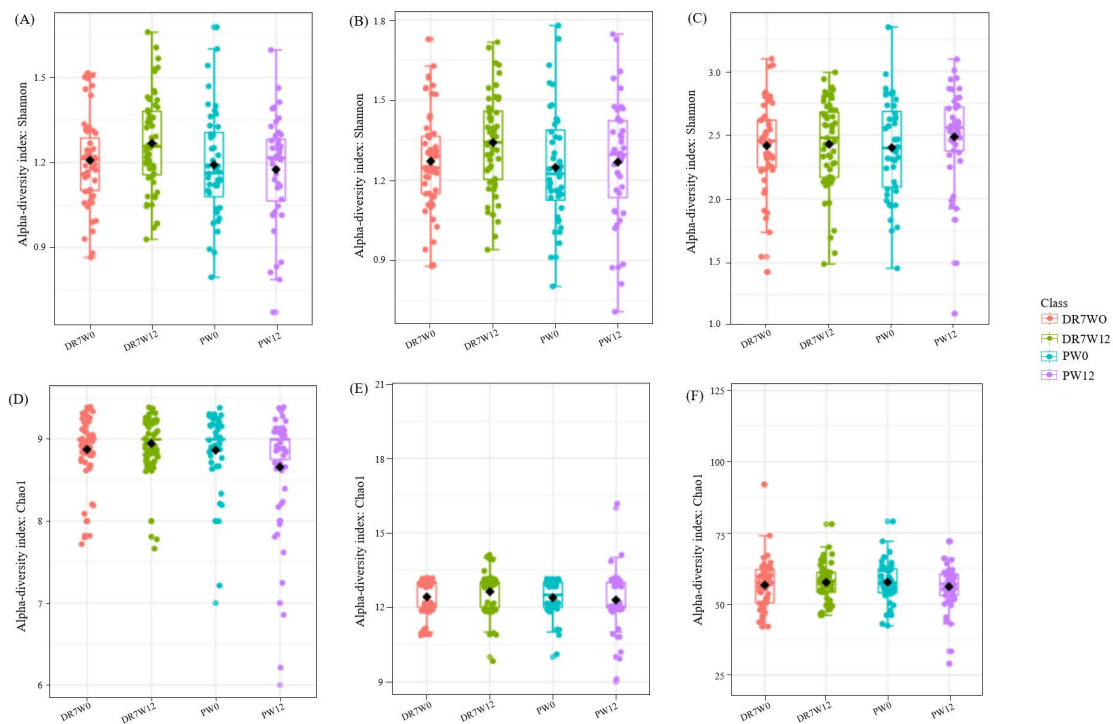 (A)
Alpha-diversity index: Shannon
1.5
1.2
0.9
DR7W0
DR7W12
PW0
PW12
(B)
Alpha-diversity index: Shannon
1.8
1.5
1.2
0.9
DR7W0
DR7W12
PW0
PW12
(C)
Alpha-diversity index: Shannon
3.0
2.5
2.0
1.5
1.0
DR7W0
DR7W12
PW0
PW12
Class
DR7WO
DR7W12
PW0
PW12
(D)
Alpha-diversity index: Chao1
9
8
7
6
DR7W0
DR7W12
PW0
PW12
(E)
Alpha-diversity index: Chao1
21
18
15
12
9
DR7W0
DR7W12
PW0
PW12
(F)
Alpha-diversity index: Chao1
125
100
75
50
25
DR7W0
DR7W12
PW0
PW12